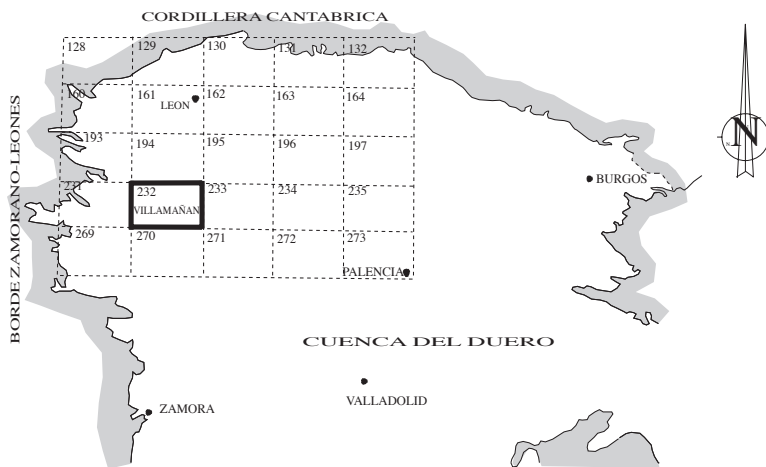 CORDILLERA CANTABRICA
128 129 130 131 132
160 161 162 163 164
LEON
193 194 195 196 197
BORDE ZAMORANO-LEONES
N
N
BURGOS
231 232 233 234 235
VILLAMAÑAN
269 270 271 272 273
PALENCIA
CUENCA DEL DUERO
VALLADOLID
ZAMORA